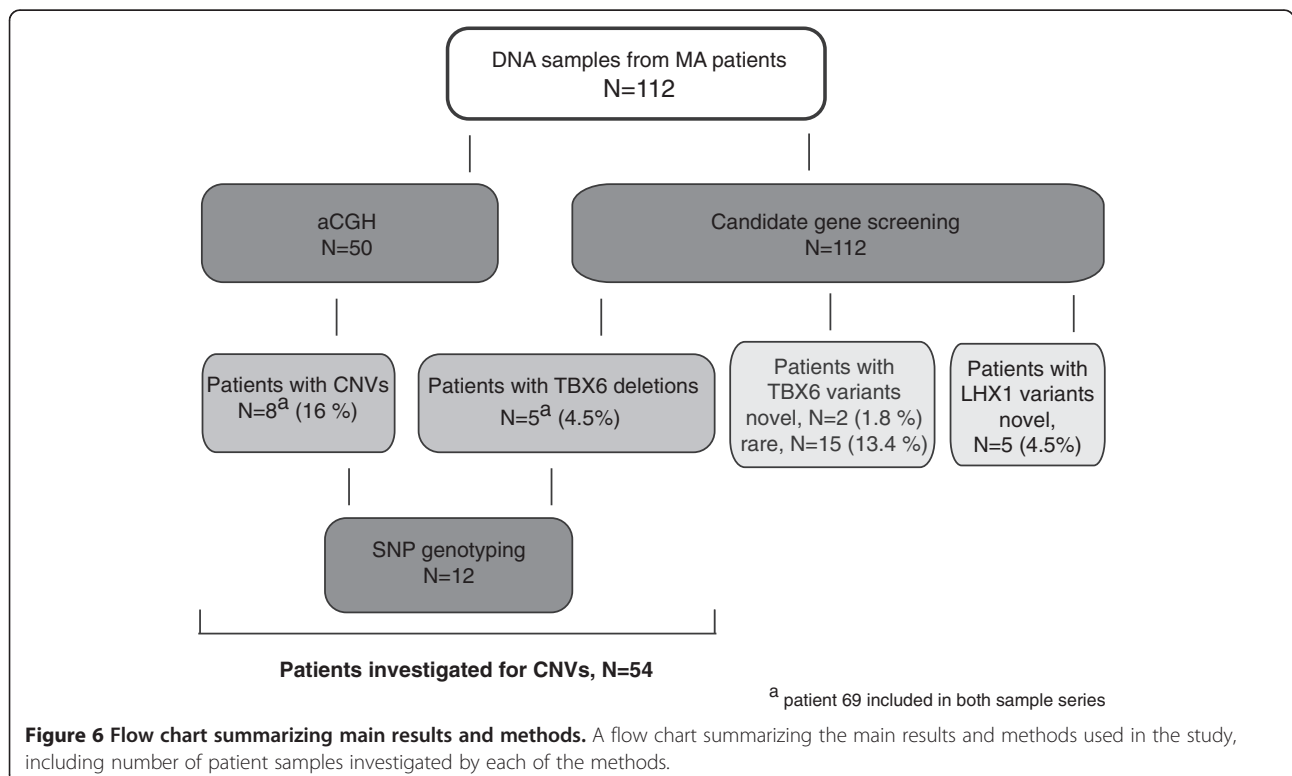 DNA samples from MA patients
N=112
aCGH
N=50
Candidate gene screening
N=112
Patients with CNVs
N=8a (16 %)
Patients with TBX6 deletions
N=5a (4.5%)
Patients with
TBX6 variants
novel, N=2 (1.8 %)
rare, N=15 (13.4 %)
Patients with
LHX1 variants
novel,
N=5 (4.5%)
SNP genotyping
N=12
Patients investigated for CNVs, N=54
a patient 69 included in both sample series
Figure 6 Flow chart summarizing main results and methods. A flow chart summarizing the main results and methods used in the study,
including number of patient samples investigated by each of the methods.